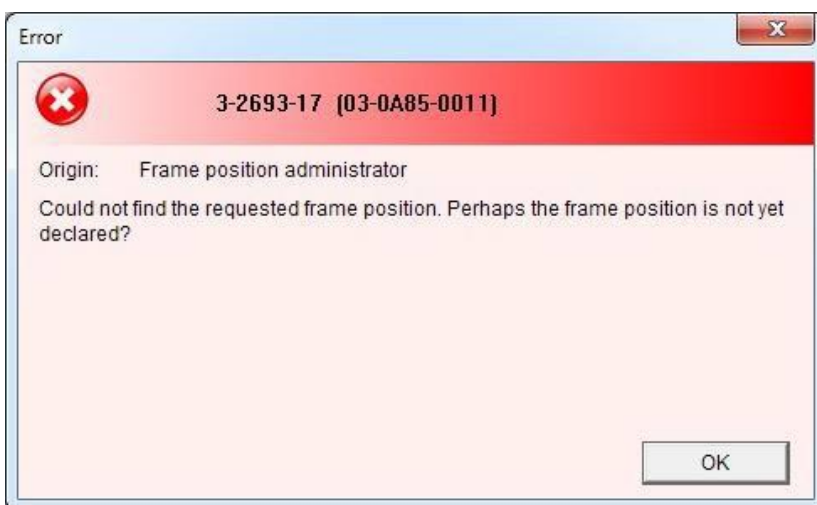 Error
3-2693-17 (03-0A85-0011)
Origin: Frame position administrator
Could not find the requested frame position. Perhaps the frame position is not yet
declared?
OK